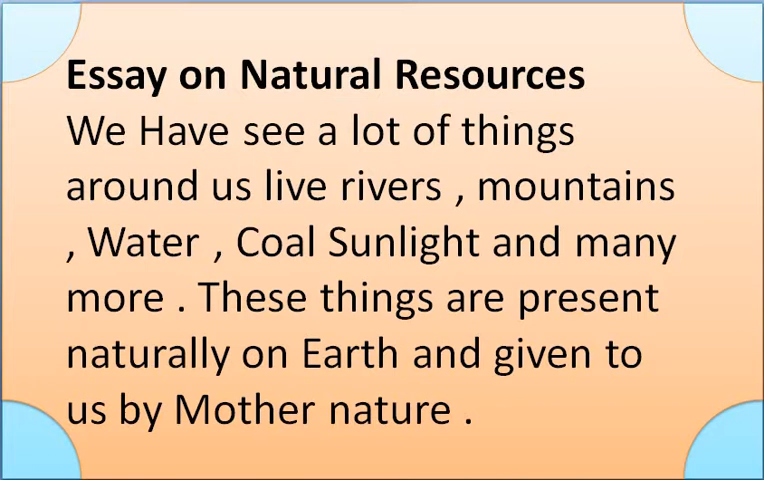 Essay on Natural Resources
We Have see a lot of things
around us live rivers , mountains
, Water , Coal Sunlight and many
more . These things are present
naturally on Earth and given to
us by Mother nature .